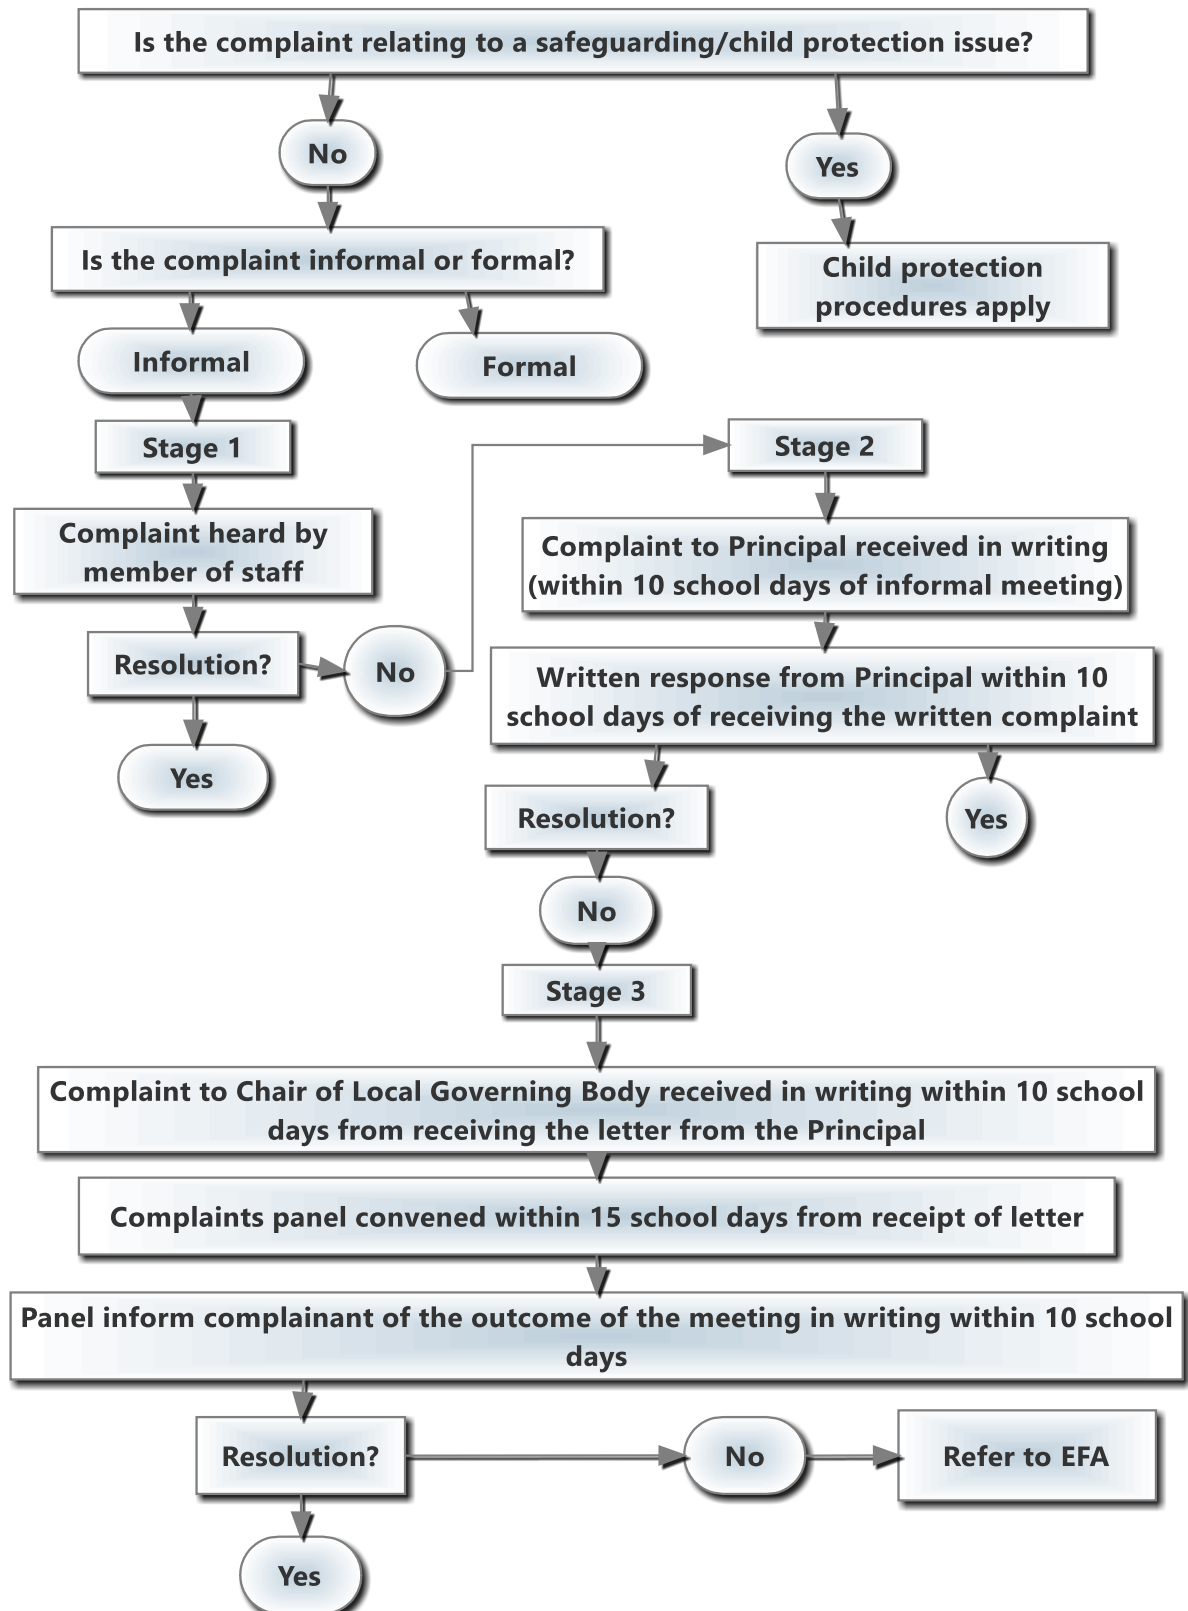 Is the complaint relating to a safeguarding/child protection issue?
No
Yes
Is the complaint informal or formal?
Child protection
procedures apply
Informal
Formal
Stage 1
Stage 2
Complaint heard by
member of staff
Complaint to Principal received in writing
(within 10 school days of informal meeting)
Resolution?
No
Written response from Principal within 10
school days of receiving the written complaint
Yes
Resolution?
Yes
No
Stage 3
Complaint to Chair of Local Governing Body received in writing within 10 school
days from receiving the letter from the Principal
Complaints panel convened within 15 school days from receipt of letter
Panel inform complainant of the outcome of the meeting in writing within 10 school
days
Resolution?
No
Refer to EFA
Yes